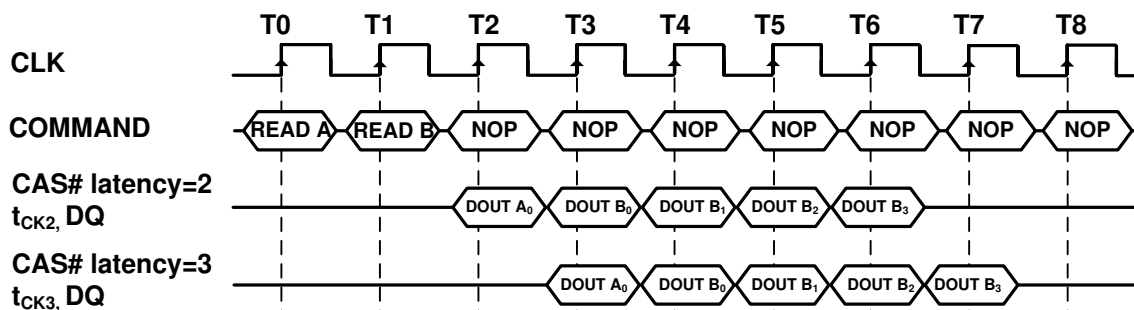 T0 T1 T2 T3 T4 T5 T6 T7 T8
CLK
COMMAND READ A READ B NOP NOP NOP NOP NOP NOP NOP
CAS# latency=2
t_CK2, DQ DOUT A₀ DOUT B₀ DOUT B₁ DOUT B₂ DOUT B₃
CAS# latency=3
t_CK3, DQ DOUT A₀ DOUT B₀ DOUT B₁ DOUT B₂ DOUT B₃